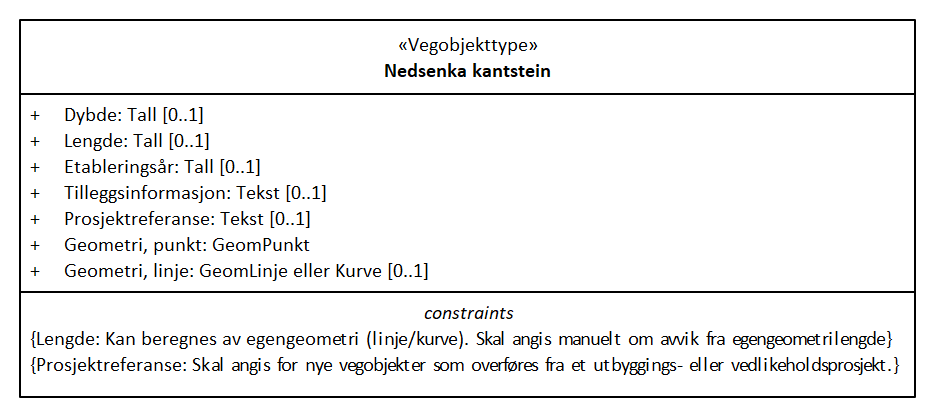 «Vegobjekttype»
Nedsenka kantstein
+ Dybde: Tall [0..1]
+ Lengde: Tall [0..1]
+ Etableringsår: Tall [0..1]
+ Tilleggsinformasjon: Tekst [0..1]
+ Prosjektreferanse: Tekst [0..1]
+ Geometri, punkt: GeomPunkt
+ Geometri, linje: GeomLinje eller Kurve [0..1]
constraints
{Lengde: Kan beregnes av egengeometri (linje/kurve). Skal angis manuelt om avvik fra egengeometrilengde}
{Prosjektreferanse: Skal angis for nye vegobjekter som overføres fra et utbyggings- eller vedlikeholdsprosjekt.}